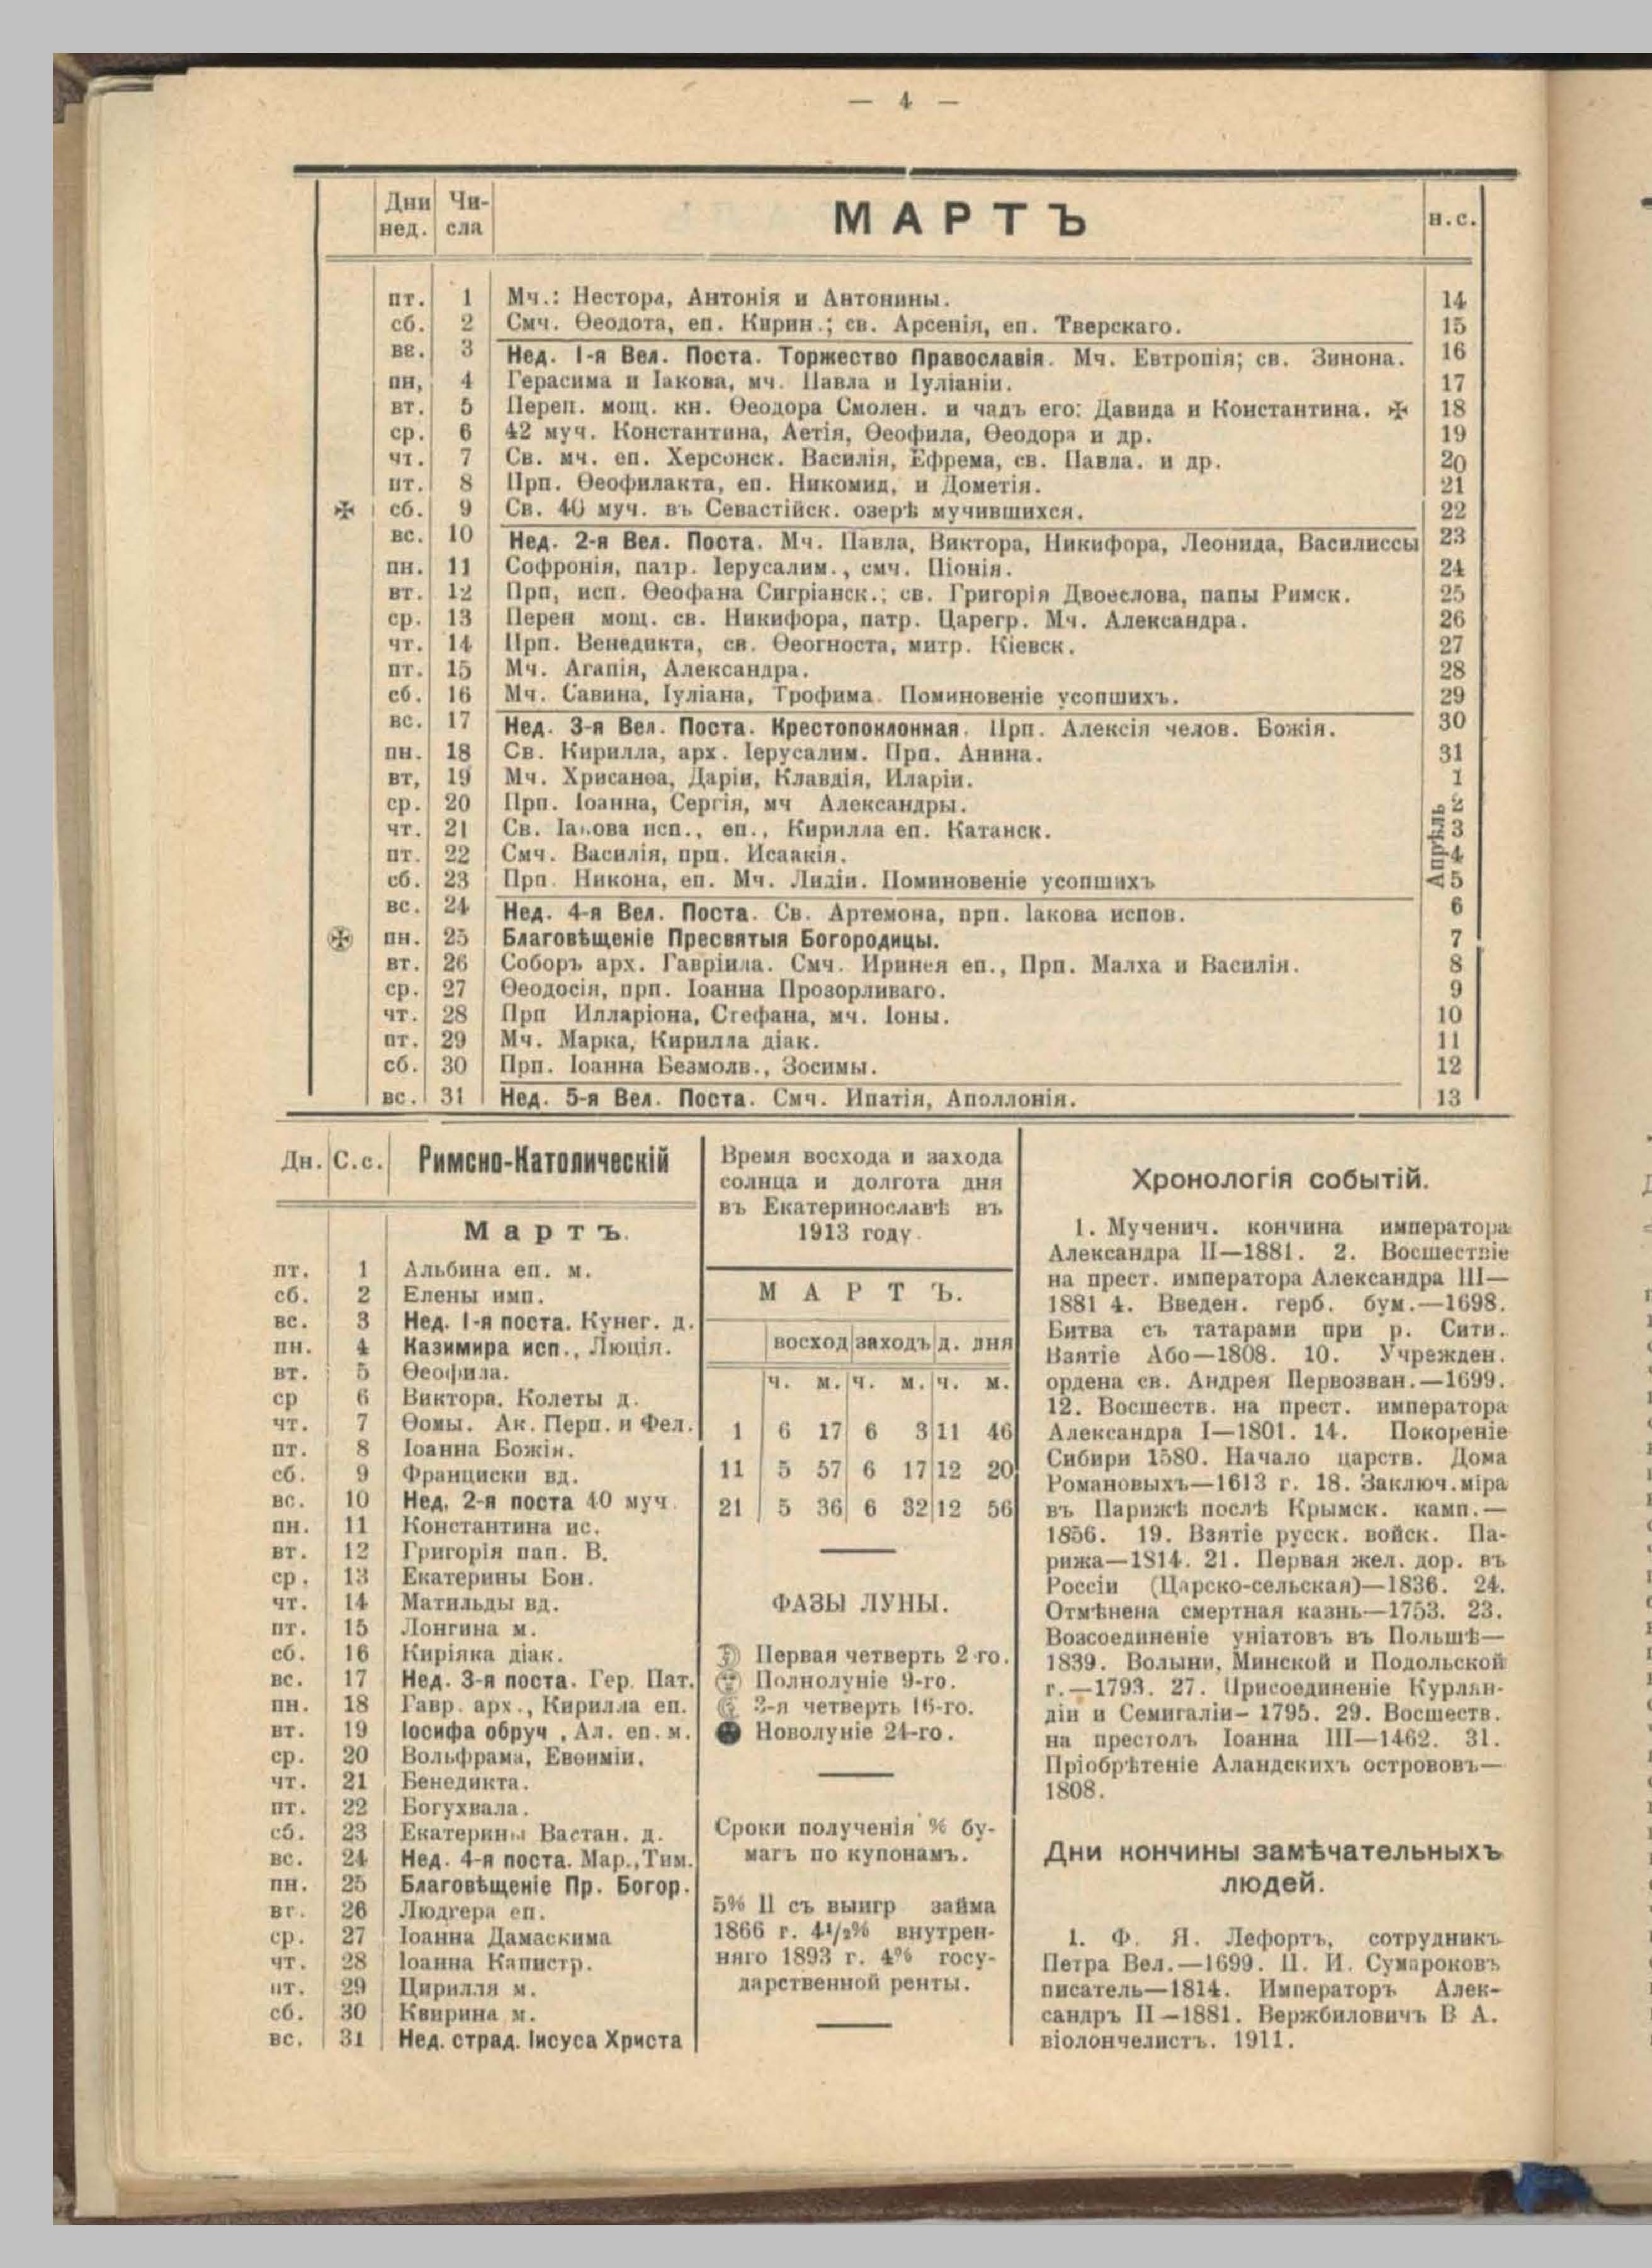 — 4 —
Дни нед. Чи-сла МАРТЪ н.с.
пт. 1 Мч.: Нестора, Антонія и Антонины. 14
сб. 2 Смч. Ѳеодота, еп. Кирин.; св. Арсенія, еп. Тверскаго. 15
вс. 3 Нед. 1-я Вел. Поста. Торжество Православія. Мч. Евтропія; св. Зинона. 16
пн, 4 Герасима и Іакова, мч. Павла и Іуліаніи. 17
вт. 5 Переп. мощ. кн. Ѳеодора Смолен. и чадъ его: Давида и Константина. ✠ 18
ср. 6 42 муч. Константина, Аетія, Ѳеофила, Ѳеодора и др. 19
чт. 7 Св. мч. еп. Херсонск. Василія, Ефрема, св. Павла. и др. 20
пт. 8 Прп. Ѳеофилакта, еп. Никомид, и Дометія. 21
✠ сб. 9 Св. 40 муч. въ Севастійск. озерѣ мучившихся. 22
вс. 10 Нед. 2-я Вел. Поста. Мч. Павла, Виктора, Никифора, Леонида, Василиссы 23
пн. 11 Софронія, патр. Іерусалим., смч. Піонія. 24
вт. 12 Прп, исп. Ѳеофана Сигріанск.; св. Григорія Двоеслова, папы Римск. 25
ср. 13 Перен мощ. св. Никифора, патр. Царегр. Мч. Александра. 26
чт. 14 Прп. Венедикта, св. Ѳеогноста, митр. Кіевск. 27
пт. 15 Мч. Агапія, Александра. 28
сб. 16 Мч. Савина, Іуліана, Трофима. Поминовеніе усопшихъ. 29
вс. 17 Нед. 3-я Вел. Поста. Крестопоклонная. Прп. Алексія челов. Божія. 30
пн. 18 Св. Кирилла, арх. Іерусалим. Прп. Анина. 31
вт, 19 Мч. Хрисанѳа, Даріи, Клавдія, Иларіи. 1
ср. 20 Прп. Іоанна, Сергія, мч Александры. 2
чт. 21 Св. Іакова исп., еп., Кирилла еп. Катанск. 3
пт. 22 Смч. Василія, прп. Исаакія. 4
сб. 23 Прп. Никона, еп. Мч. Лидіи. Поминовеніе усопшихъ 5
Апрѣль
вс. 24 Нед. 4-я Вел. Поста. Св. Артемона, прп. Іакова испов. 6
✠ пн. 25 Благовѣщеніе Пресвятыя Богородицы. 7
вт. 26 Соборъ арх. Гавріила. Смч. Иринея еп., Прп. Малха и Василія. 8
ср. 27 Ѳеодосія, прп. Іоанна Прозорливаго. 9
чт. 28 Прп Илларіона, Стефана, мч. Іоны. 10
пт. 29 Мч. Марка, Кирилла діак. 11
сб. 30 Прп. Іоанна Безмолв., Зосимы. 12
вс. 31 Нед. 5-я Вел. Поста. Смч. Ипатія, Аполлонія. 13
Дн. С.с. Римско-Католическій
Мартъ.
пт. 1 Альбина еп. м.
сб. 2 Елены имп.
вс. 3 Нед. 1-я поста. Кунег. д.
пн. 4 Казимира исп., Люція.
вт. 5 Ѳеофила.
ср 6 Виктора. Колеты д.
чт. 7 Ѳомы. Ак. Перп. и Фел.
пт. 8 Іоанна Божія.
сб. 9 Франциски вд.
вс. 10 Нед. 2-я поста 40 муч.
пн. 11 Константина ис.
вт. 12 Григорія пап. В.
ср. 13 Екатерины Бон.
чт. 14 Матильды вд.
пт. 15 Лонгина м.
сб. 16 Киріяка діак.
вс. 17 Нед. 3-я поста. Гер. Пат.
пн. 18 Гавр. арх., Кирилла еп.
вт. 19 Іосифа обруч , Ал. еп. м.
ср. 20 Вольфрама, Евѳиміи.
чт. 21 Бенедикта.
пт. 22 Богухвала.
сб. 23 Екатерины Вастан. д.
вс. 24 Нед. 4-я поста. Мар.,Тим.
пн. 25 Благовѣщеніе Пр. Богор.
вт. 26 Людгера еп.
ср. 27 Іоанна Дамаскима
чт. 28 Іоанна Капистр.
пт. 29 Цирилля м.
сб. 30 Квирина м.
вс. 31 Нед. страд. Іисуса Христа
Время восхода и захода
солнца и долгота дня
въ Екатеринославѣ въ
1913 году.
МАРТЪ.
восход заходъ д. дня
ч. м. ч. м. ч. м.
1 6 17 6 3 11 46
11 5 57 6 17 12 20
21 5 36 6 32 12 56
ФАЗЫ ЛУНЫ.
Первая четверть 2-го.
Полнолуніе 9-го.
3-я четверть 16-го.
Новолуніе 24-го.
Сроки полученія % бу-
магъ по купонамъ.
5% II съ выигр займа
1866 г. 4½% внутрен-
няго 1893 г. 4% госу-
дарственной ренты.
Хронологія событій.
1. Мученич. кончина императора
Александра II—1881. 2. Восшествіе
на прест. императора Александра III—
1881 4. Введен. герб. бум.—1698.
Битва съ татарами при р. Сити.
Взятіе Або—1808. 10. Учрежден.
ордена св. Андрея Первозван.—1699.
12. Восшеств. на прест. императора
Александра I—1801. 14. Покореніе
Сибири 1580. Начало царств. Дома
Романовыхъ—1613 г. 18. Заключ.міра
въ Парижѣ послѣ Крымск. камп.—
1856. 19. Взятіе русск. войск. Па-
рижа—1814. 21. Первая жел. дор. въ
Россіи (Царско-сельская)—1836. 24.
Отмѣнена смертная казнь—1753. 23.
Возсоединеніе уніатовъ въ Польшѣ—
1839. Волыни, Минской и Подольской
г.—1793. 27. Присоединеніе Курлян-
діи и Семигаліи- 1795. 29. Восшеств.
на престолъ Іоанна III—1462. 31.
Пріобрѣтеніе Аландскихъ острововъ—
1808.
Дни кончины замѣчательныхъ
людей.
1. Ф. Я. Лефортъ, сотрудникъ
Петра Вел.—1699. П. И. Сумароковъ
писатель—1814. Императоръ Алек-
сандръ II—1881. Вержбиловичъ В А.
віолончелистъ. 1911.